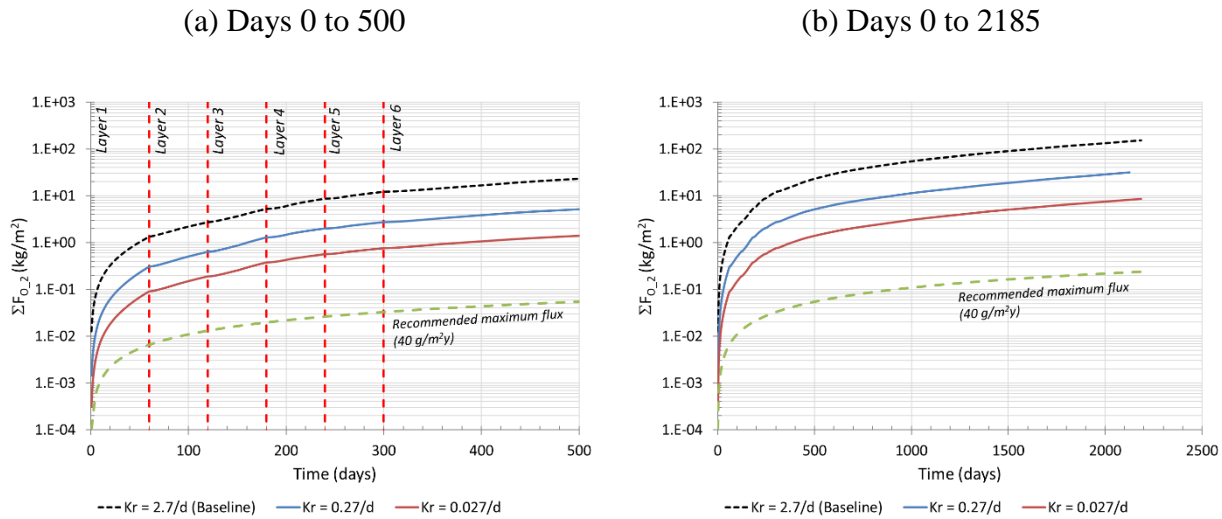 (a) Days 0 to 500
(b) Days 0 to 2185
1.E+03
1.E+02
1.E+01
1.E+00
1.E-01
1.E-02
1.E-03
1.E-04
ΣF_O_2 (kg/m²)
Layer 1
Layer 2
Layer 3
Layer 4
Layer 5
Layer 6
Recommended maximum flux
(40 g/m²y)
0 100 200 300 400 500
Time (days)
Kr = 2.7/d (Baseline) Kr = 0.27/d Kr = 0.027/d
1.E+03
1.E+02
1.E+01
1.E+00
1.E-01
1.E-02
1.E-03
1.E-04
ΣF_O_2 (kg/m²)
Recommended maximum flux
(40 g/m²y)
0 500 1000 1500 2000 2500
Time (days)
Kr = 2.7/d (Baseline) Kr = 0.27/d Kr = 0.027/d